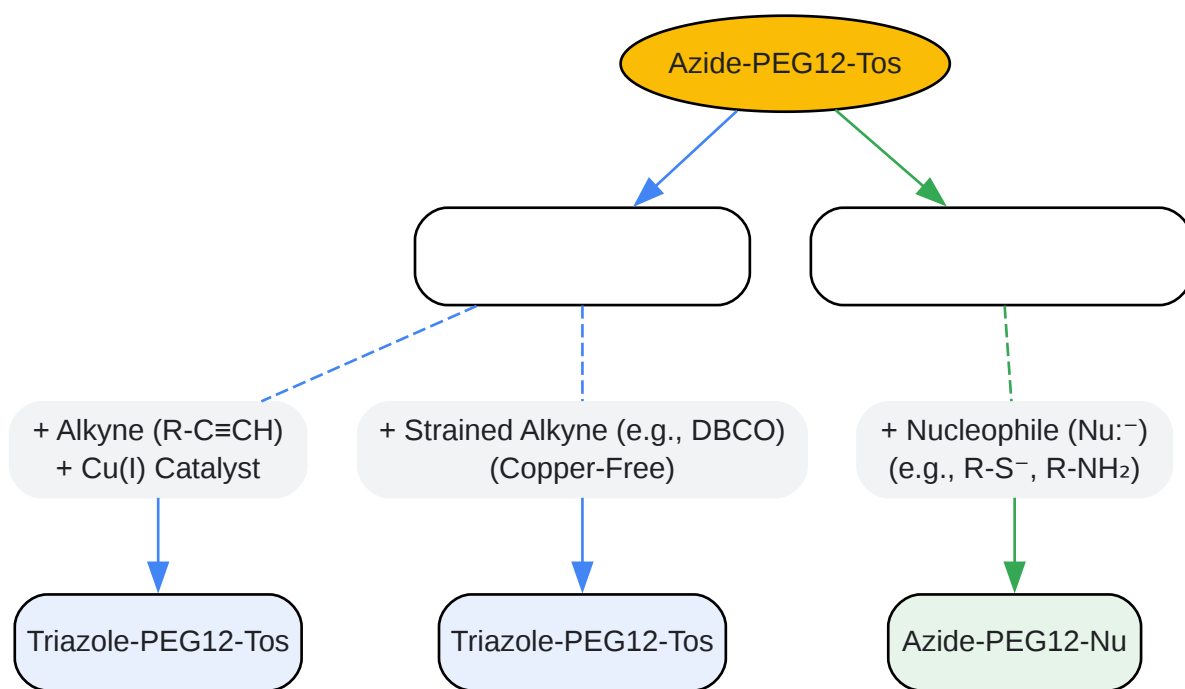 Azide-PEG12-Tos
+ Alkyne (R-C≡CH)
+ Cu(I) Catalyst
+ Strained Alkyne (e.g., DBCO)
(Copper-Free)
+ Nucleophile (Nu:⁻)
(e.g., R-S⁻, R-NH₂)
Triazole-PEG12-Tos
Triazole-PEG12-Tos
Azide-PEG12-Nu